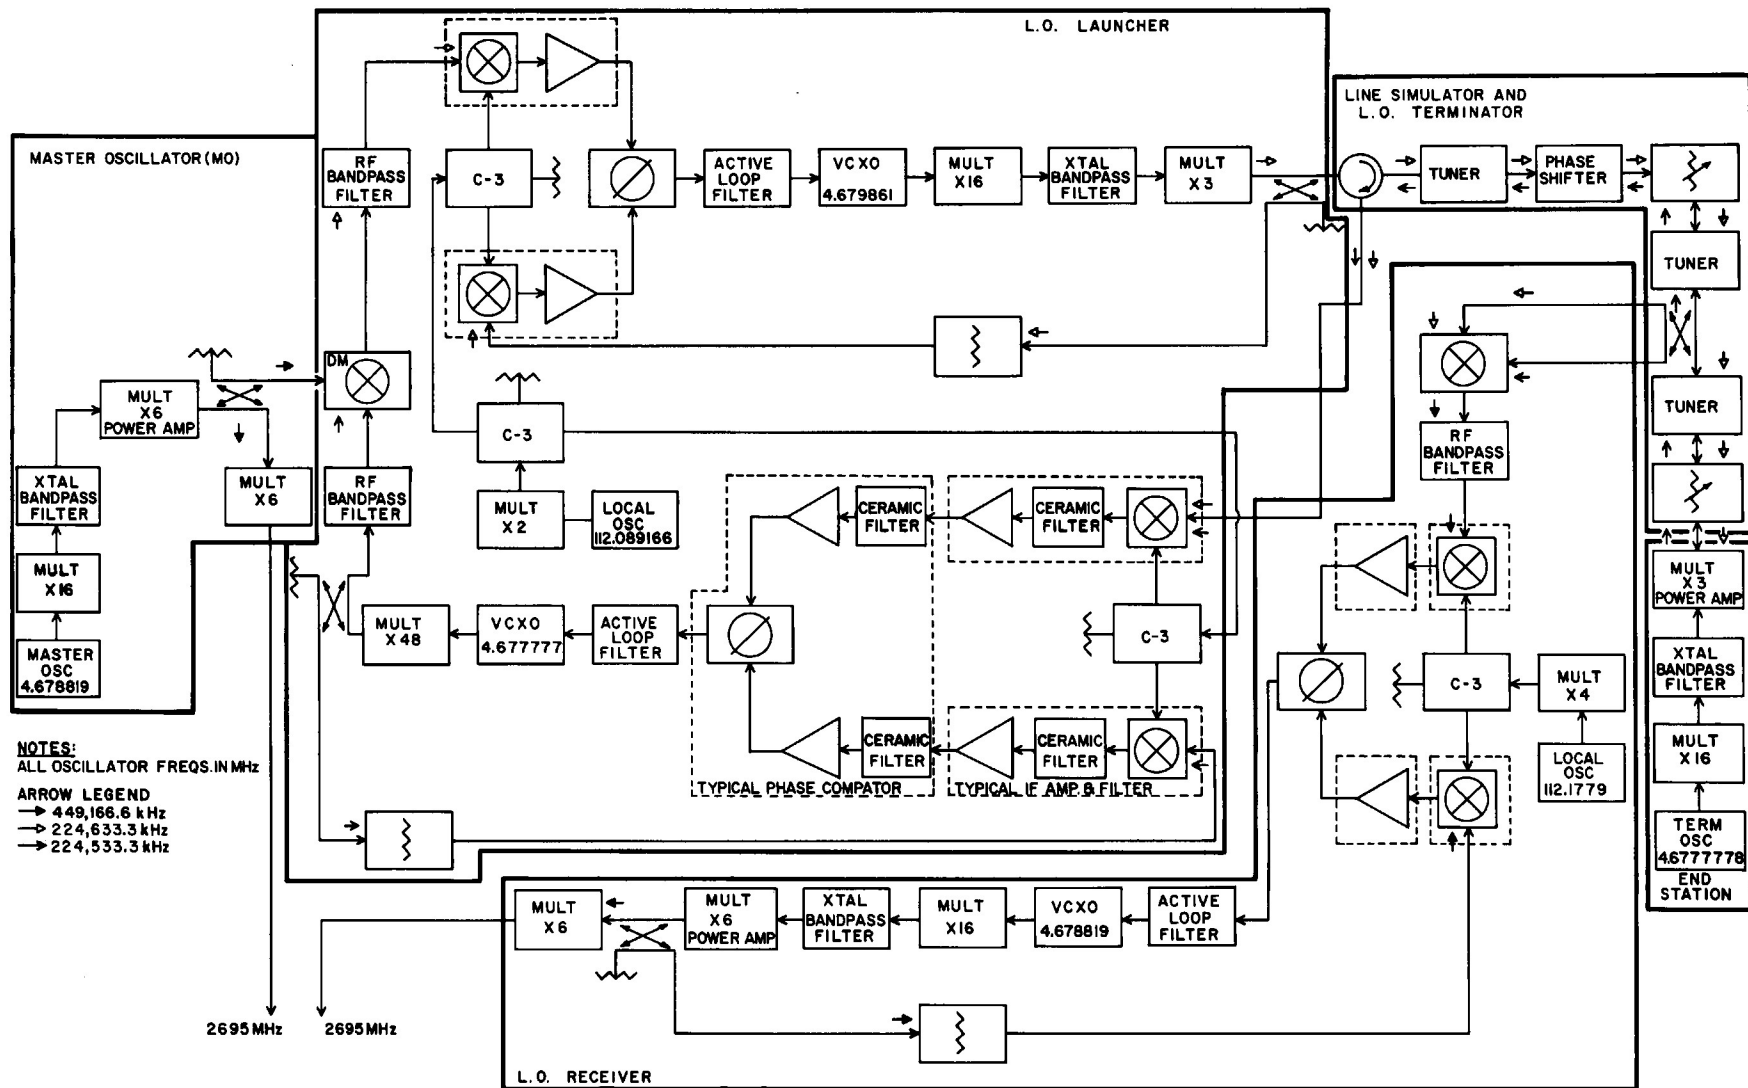 L.O. LAUNCHER
LINE SIMULATOR AND
L.O. TERMINATOR
MASTER OSCILLATOR (MO)
RF
BANDPASS
FILTER
C-3
ACTIVE
LOOP
FILTER
VCXO
4.679861
MULT
X16
XTAL
BANDPASS
FILTER
MULT
X3
TUNER
PHASE
SHIFTER
TUNER
DM
MULT
X6
POWER AMP
C-3
TUNER
RF
BANDPASS
FILTER
XTAL
BANDPASS
FILTER
MULT
X6
RF
BANDPASS
FILTER
MULT
X2
LOCAL
OSC
112.089166
CERAMIC
FILTER
CERAMIC
FILTER
MULT
X16
MULT
X3
POWER AMP
MASTER
OSC
4.678819
MULT
X48
VCXO
4.677777
ACTIVE
LOOP
FILTER
C-3
C-3
MULT
X4
XTAL
BANDPASS
FILTER
CERAMIC
FILTER
CERAMIC
FILTER
TYPICAL PHASE COMPATOR
TYPICAL IF AMP & FILTER
LOCAL
OSC
112.1779
MULT
X16
TERM
OSC
4.6777778
END
STATION
NOTES:
ALL OSCILLATOR FREQS.IN MHz
ARROW LEGEND
449,166.6 kHz
224,633.3 kHz
224,533.3 kHz
MULT
X6
MULT
X6
POWER AMP
XTAL
BANDPASS
FILTER
MULT
X16
VCXO
4.678819
ACTIVE
LOOP
FILTER
2695MHz
2695MHz
L.O. RECEIVER